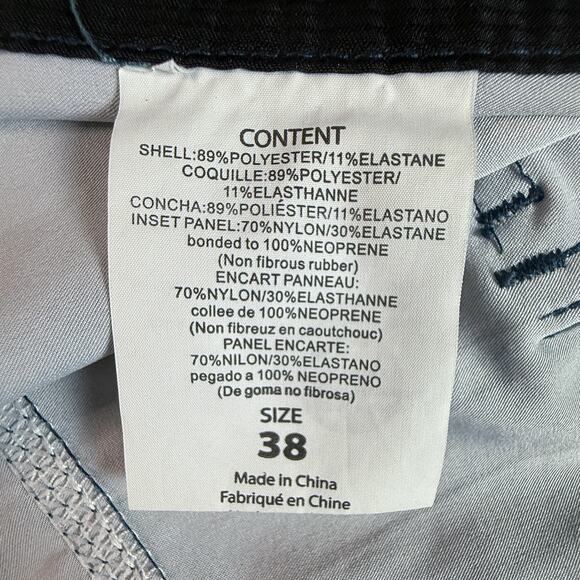 CONTENT
SHELL:89%POLYESTER/11%ELASTANE
COQUILLE:89%POLYESTER/
11%ELASTHANNE
CONCHA:89%POLIÉSTER/11%ELASTANO
INSET PANEL:70%NYLON/30%ELASTANE
bonded to 100%NEOPRENE
(Non fibrous rubber)
ENCART PANNEAU:
70%NYLON/30%ELASTHANNE
collee de 100%NEOPRENE
(Non fibreuz en caoutchouc)
PANEL ENCARTE:
70%NILON/30%ELASTANO
pegado a 100% NEOPRENO
(De goma no fibrosa)
SIZE
38
Made in China
Fabriqué en Chine